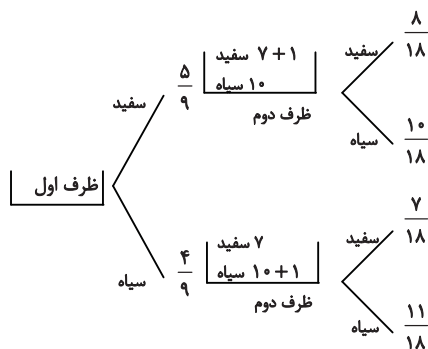 ظرف اول
سفید ۵/۹
۷+۱ سفید
۱۰ سیاه
ظرف دوم
سفید ۸/۱۸
سیاه ۱۰/۱۸
سیاه ۴/۹
۷ سفید
۱۰+۱ سیاه
ظرف دوم
سفید ۷/۱۸
سیاه ۱۱/۱۸